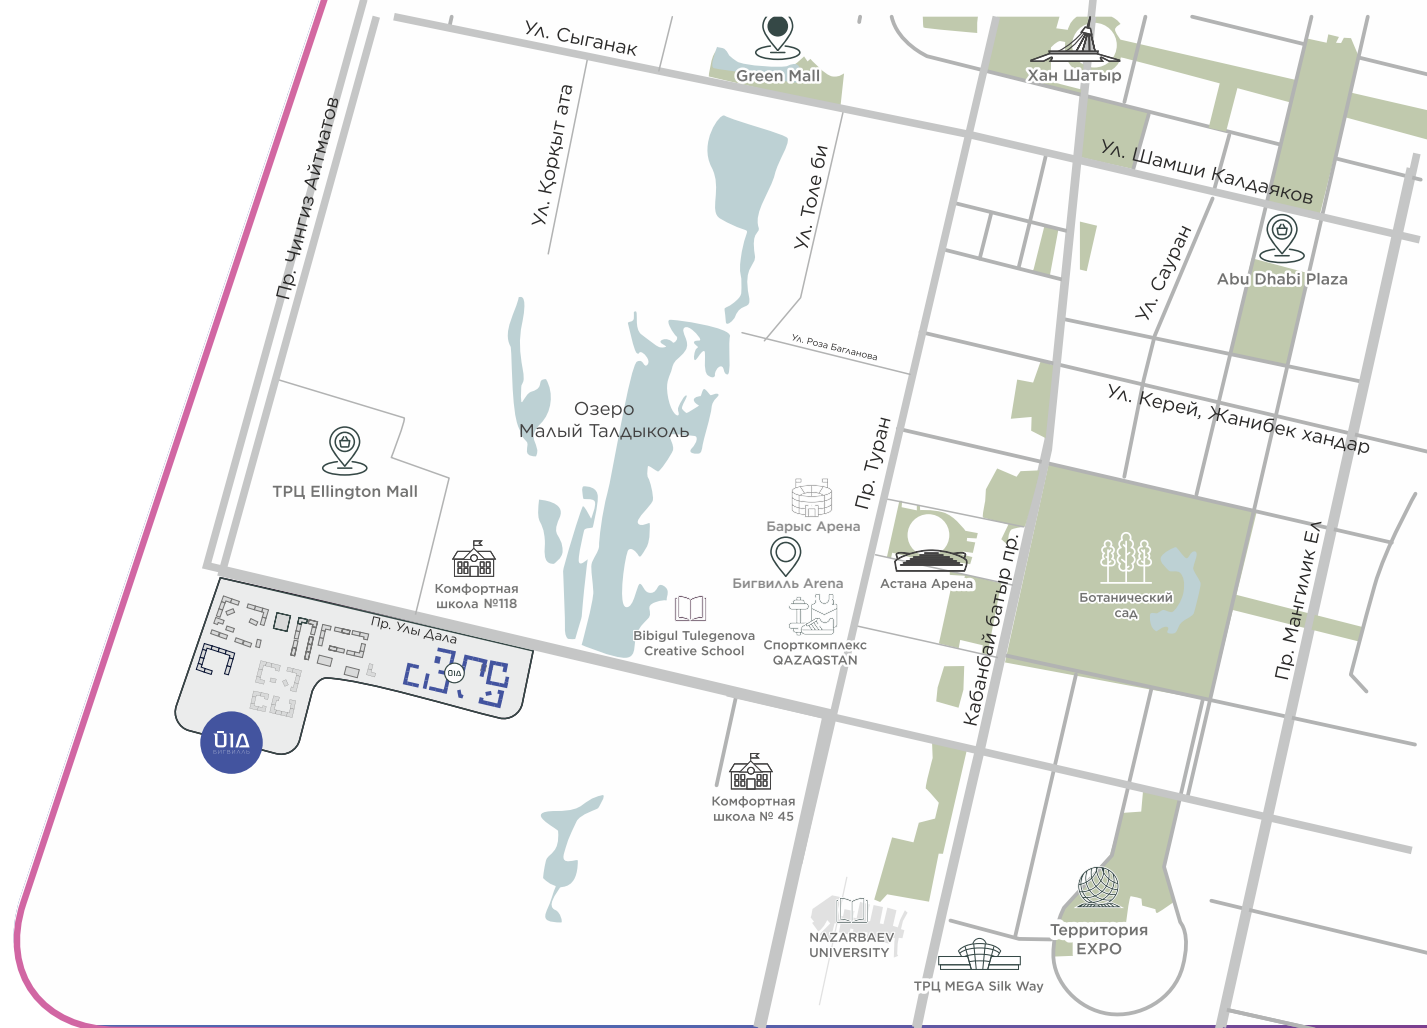 Ул. Сыганак
Green Mall
Хан Шатыр
Пр. Чингиз Айтматов
Ул. Қорқыт ата
Ул. Толе би
Ул. Шамши Калдаяков
Ул. Сауран
Abu Dhabi Plaza
Ул. Роза Багланова
Озеро
Малый Талдыколь
Ул. Керей, Жанибек хандар
ТРЦ Ellington Mall
Пр. Туран
Барыс Арена
Бигвилль Arena
Астана Арена
Комфортная
школа №118
Ботанический
сад
Bibigul Tulegenova
Creative School
Спорткомплекс
QAZAQSTAN
Пр. Улы Дала
Кабанбай батыр пр.
Пр. Мангилик Ел
Комфортная
школа № 45
NAZARBAEV
UNIVERSITY
Территория
EXPO
ТРЦ MEGA Silk Way
БИГВИЛЛЬ